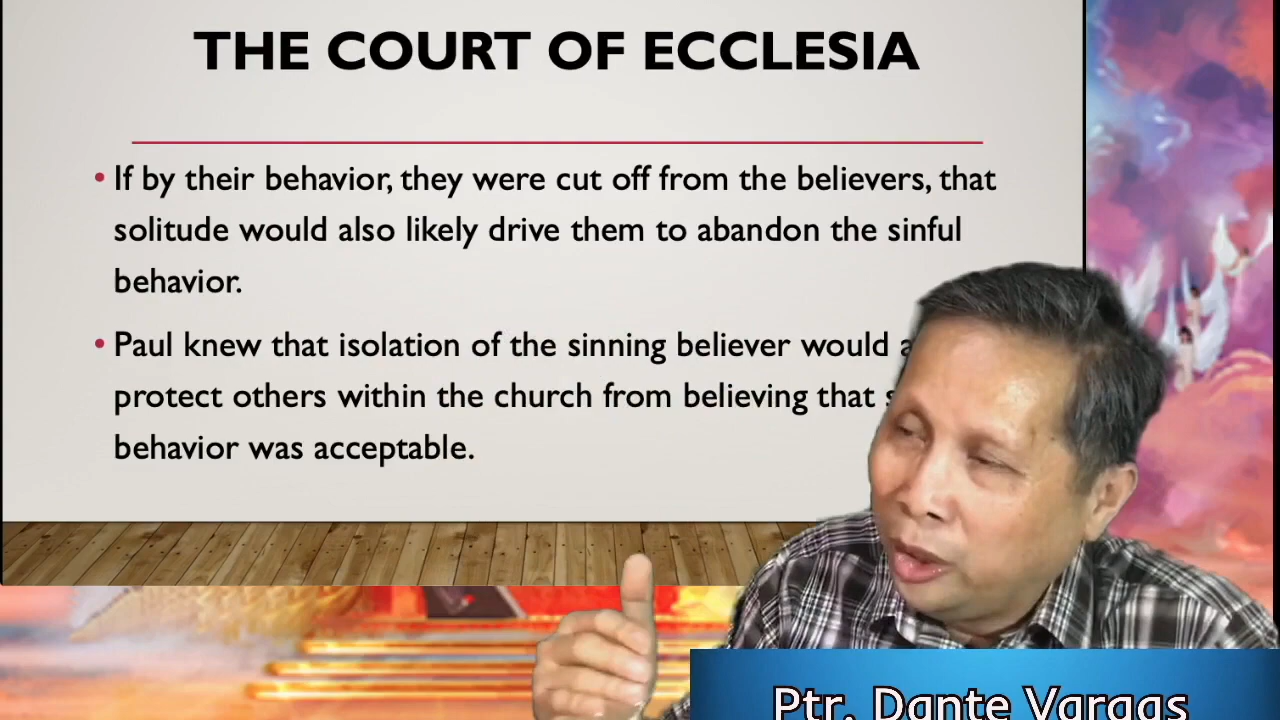 THE COURT OF ECCLESIA
• If by their behavior, they were cut off from the believers, that
solitude would also likely drive them to abandon the sinful
behavior.
• Paul knew that isolation of the sinning believer would
protect others within the church from believing that
behavior was acceptable.
Ptr. Dante Vargas